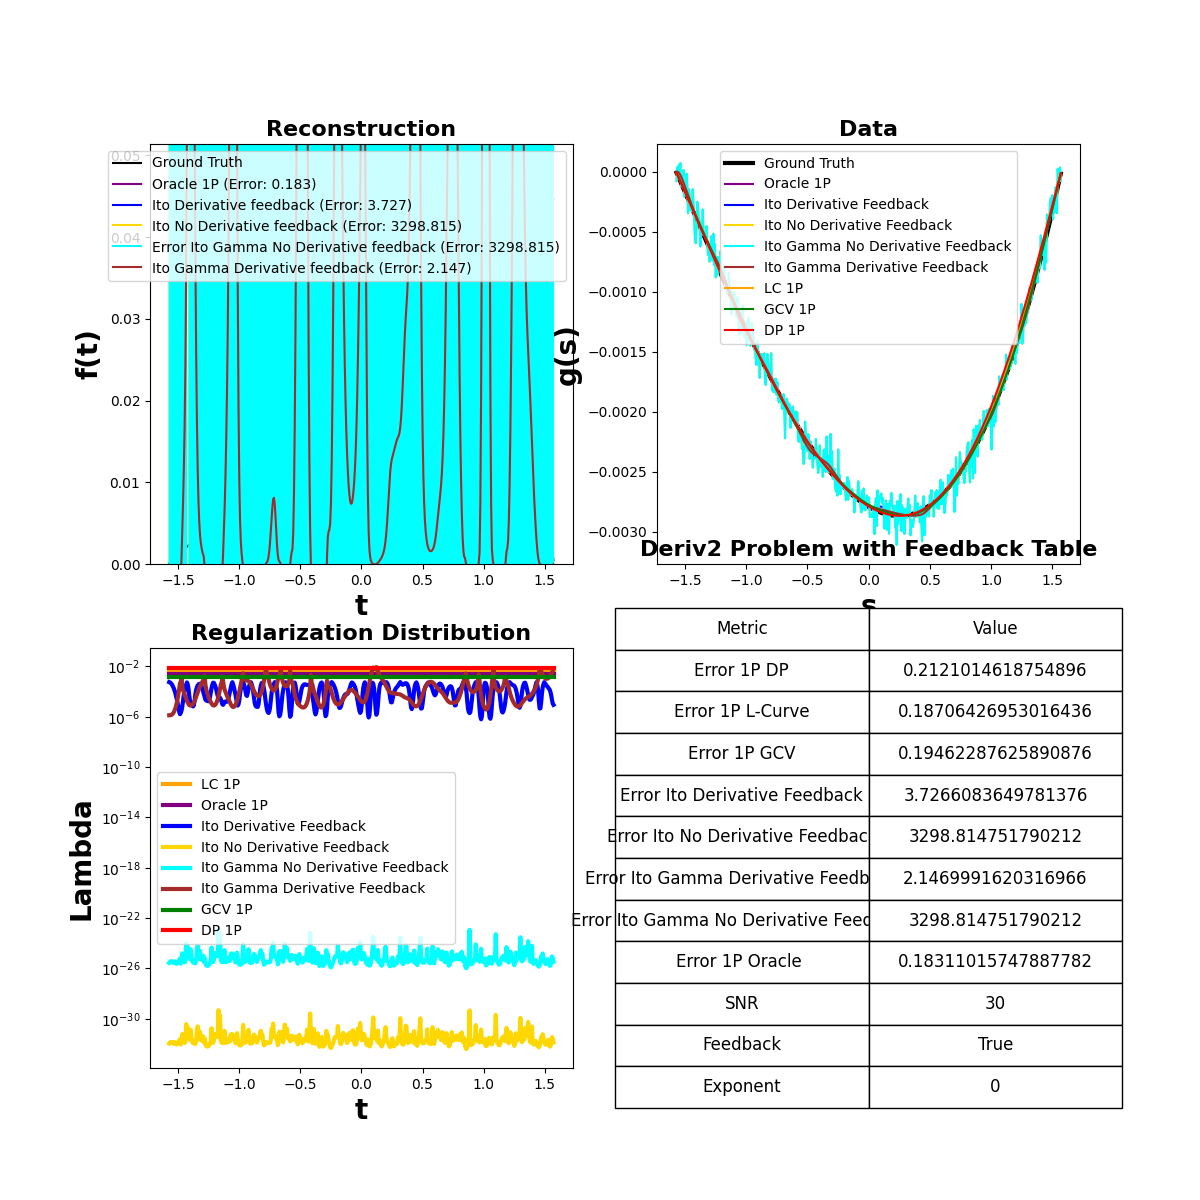 Reconstruction
0.05
0.04
0.03
0.02
0.01
0.00
f(t)
Ground Truth
Oracle 1P (Error: 0.183)
Ito Derivative feedback (Error: 3.727)
Ito No Derivative feedback (Error: 3298.815)
Error Ito Gamma No Derivative feedback (Error: 3298.815)
Ito Gamma Derivative feedback (Error: 2.147)
−1.5 −1.0 −0.5 0.0 0.5 1.0 1.5
t
Data
0.0000
−0.0005
−0.0010
−0.0015
−0.0020
−0.0025
−0.0030
g(s)
Ground Truth
Oracle 1P
Ito Derivative Feedback
Ito No Derivative Feedback
Ito Gamma No Derivative Feedback
Ito Gamma Derivative Feedback
LC 1P
GCV 1P
DP 1P
−1.5 −1.0 −0.5 0.0 0.5 1.0 1.5
s
Regularization Distribution
10−2
10−6
10−10
10−14
10−18
10−22
10−26
10−30
Lambda
LC 1P
Oracle 1P
Ito Derivative Feedback
Ito No Derivative Feedback
Ito Gamma No Derivative Feedback
Ito Gamma Derivative Feedback
GCV 1P
DP 1P
−1.5 −1.0 −0.5 0.0 0.5 1.0 1.5
t
Deriv2 Problem with Feedback Table
Metric Value
Error 1P DP 0.2121014618754896
Error 1P L-Curve 0.18706426953016436
Error 1P GCV 0.19462287625890876
Error Ito Derivative Feedback 3.7266083649781376
Error Ito No Derivative Feedbac 3298.814751790212
Error Ito Gamma Derivative Feedb 2.1469991620316966
Error Ito Gamma No Derivative Feed 3298.814751790212
Error 1P Oracle 0.18311015747887782
SNR 30
Feedback True
Exponent 0